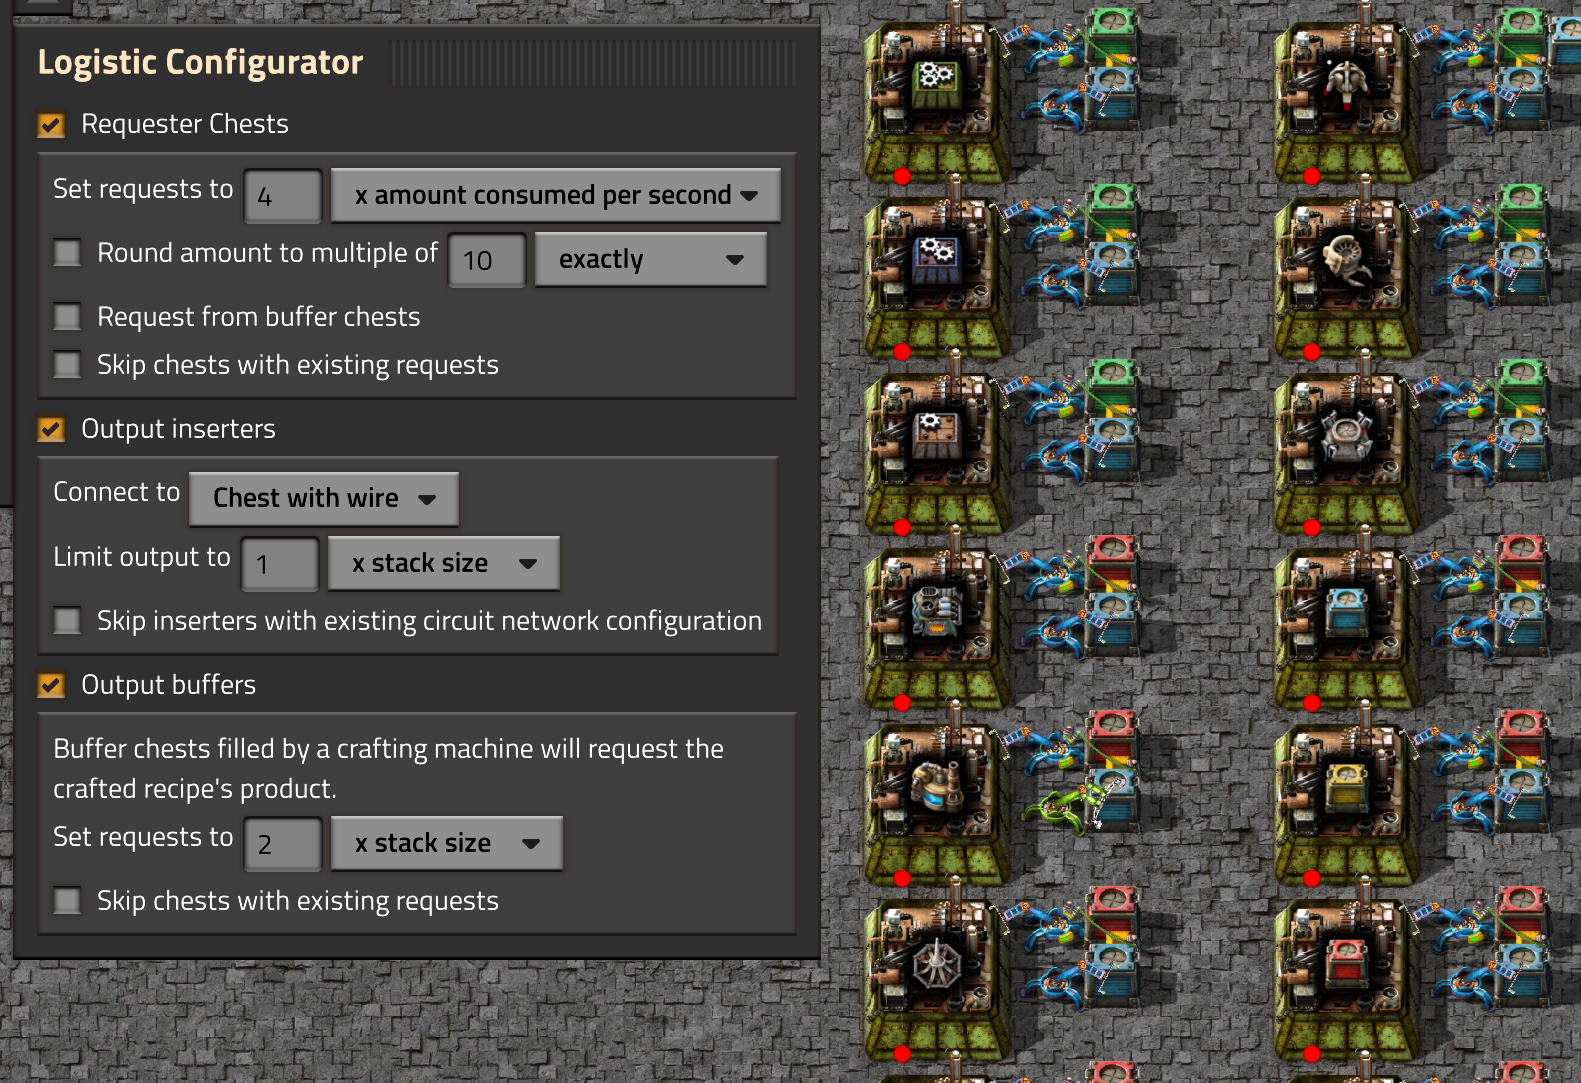 Logistic Configurator
Requester Chests
Set requests to 4 x amount consumed per second
Round amount to multiple of 10 exactly
Request from buffer chests
Skip chests with existing requests
Output inserters
Connect to Chest with wire
Limit output to 1 x stack size
Skip inserters with existing circuit network configuration
Output buffers
Buffer chests filled by a crafting machine will request the
crafted recipe's product.
Set requests to 2 x stack size
Skip chests with existing requests